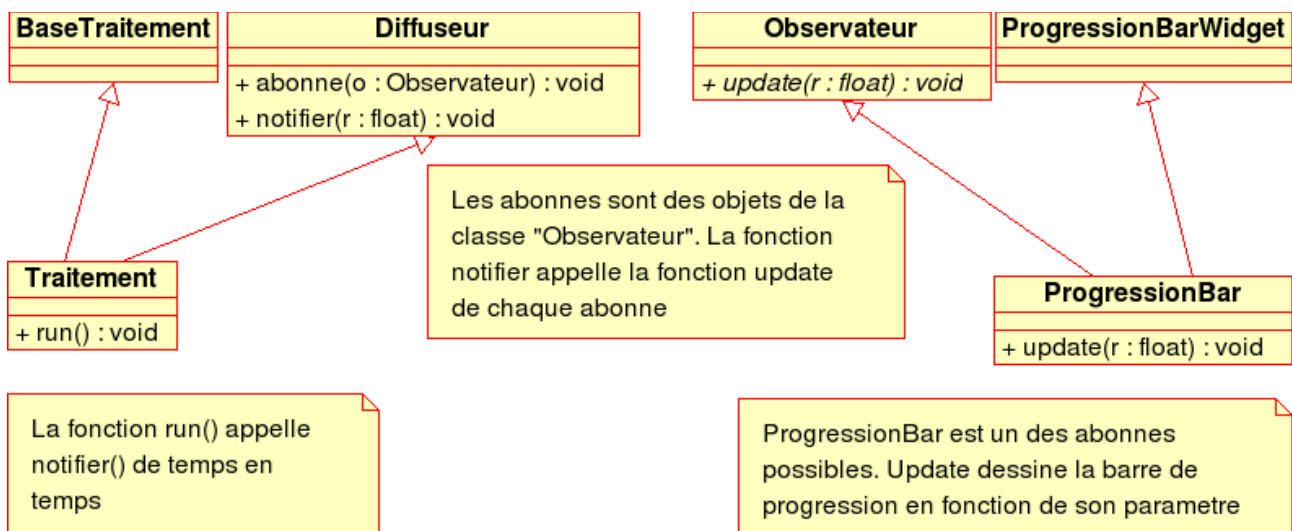 BaseTraitement
Diffuseur
+ abonne(o : Observateur) : void
+ notifier(r : float) : void
Observateur
+ update(r : float) : void
ProgressionBarWidget
Les abonnes sont des objets de la
classe "Observateur". La fonction
notifier appelle la fonction update
de chaque abonne
Traitement
+ run() : void
ProgressionBar
+ update(r : float) : void
La fonction run() appelle
notifier() de temps en
temps
ProgressionBar est un des abonnes
possibles. Update dessine la barre de
progression en fonction de son parametre